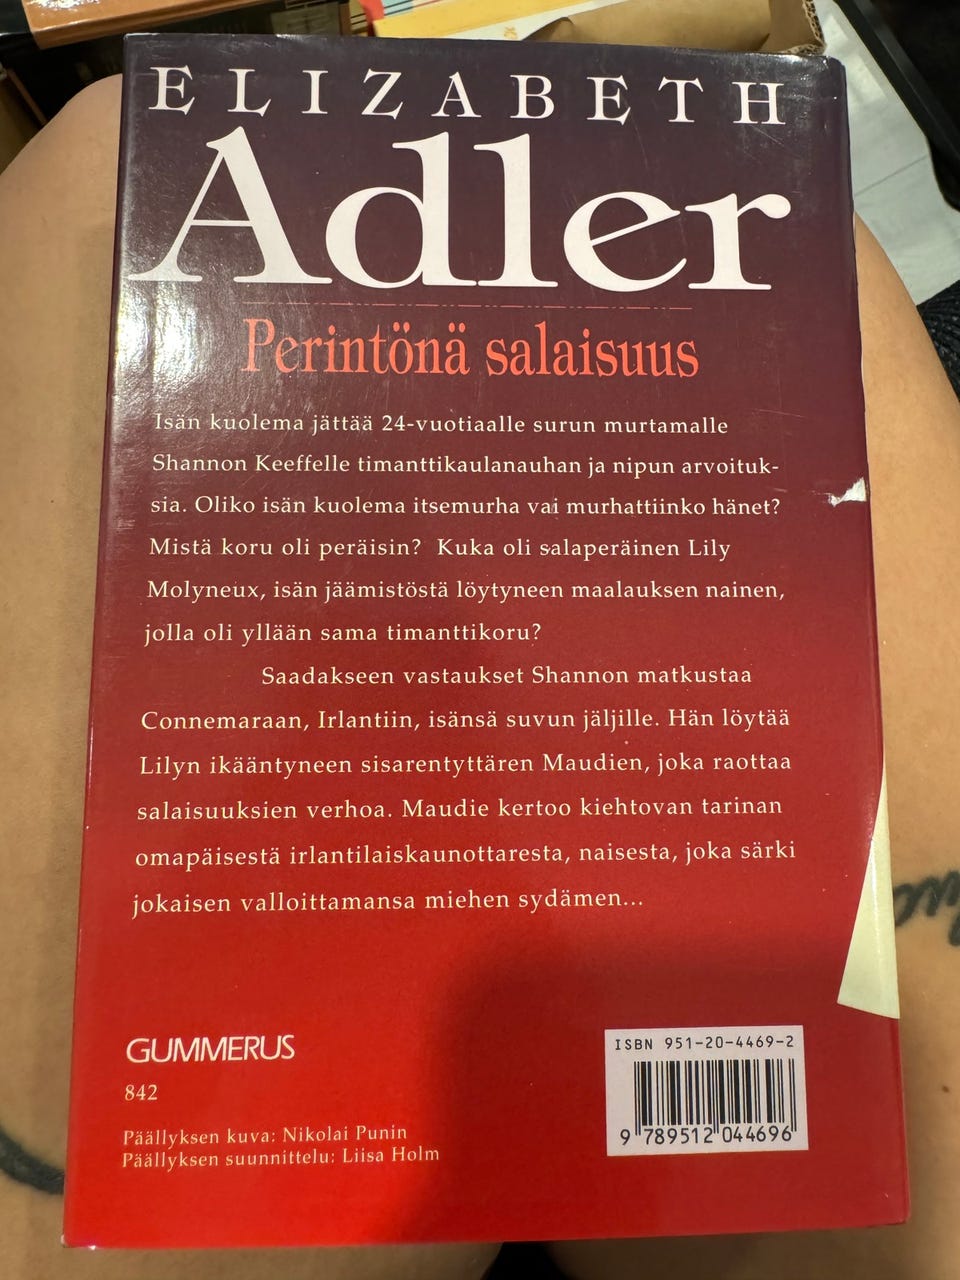 ELIZABETH
Adler
Perintönä salaisuus
Isän kuolema jättää 24-vuotiaalle surun murtamalle
Shannon Keeffelle timanttikaulanauhan ja nipun arvoituk-
sia. Oliko isän kuolema itsemurha vai murhattiinko hänet?
Mistä koru oli peräisin? Kuka oli salaperäinen Lily
Molyneux, isän jäämistöstä löytyneen maalauksen nainen,
jolla oli yllään sama timanttikoru?
Saadakseen vastaukset Shannon matkustaa
Connemaraan, Irlantiin, isänsä suvun jäljille. Hän löytää
Lilyn ikääntyneen sisarentyttären Maudien, joka raottaa
salaisuuksien verhoa. Maudie kertoo kiehtovan tarinan
omapäisestä irlantilaiskaunottaresta, naisesta, joka särki
jokaisen valloittamansa miehen sydämen...
GUMMERUS
842
Päällyksen kuva: Nikolai Punin
Päällyksen suunnittelu: Liisa Holm
ISBN 951-20-4469-2
9 789512 044696